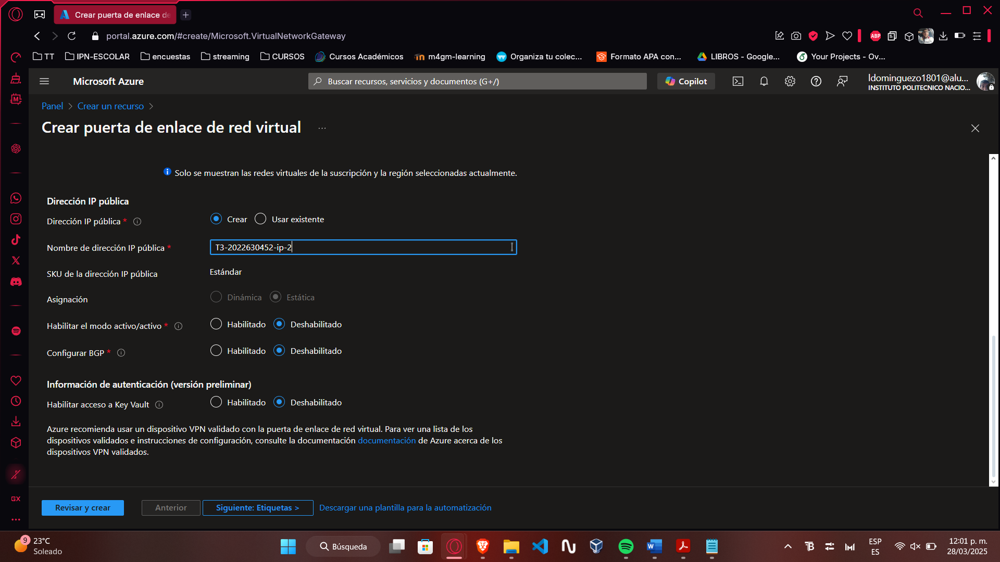 Crear puerta de enlace de
portal.azure.com/#create/Microsoft.VirtualNetworkGateway
ABP
TT
IPN-ESCOLAR
encuestas
streaming
CURSOS
Cursos Académicos
m4gm-learning
Organiza tu colec...
Formato APA con...
LIBROS - Google...
Your Projects - Ov...
Microsoft Azure
Buscar recursos, servicios y documentos (G+/)
Copilot
ldominguezo1801@alu...
INSTITUTO POLITECNICO NACIO...
Panel > Crear un recurso >
Crear puerta de enlace de red virtual ...
Solo se muestran las redes virtuales de la suscripción y la región seleccionadas actualmente.
Dirección IP pública
Dirección IP pública *
Crear
Usar existente
Nombre de dirección IP pública *
T3-2022630452-ip-2
SKU de la dirección IP pública
Estándar
Asignación
Dinámica
Estática
Habilitar el modo activo/activo *
Habilitado
Deshabilitado
Configurar BGP *
Habilitado
Deshabilitado
Información de autenticación (versión preliminar)
Habilitar acceso a Key Vault
Habilitado
Deshabilitado
Azure recomienda usar un dispositivo VPN validado con la puerta de enlace de red virtual. Para ver una lista de los
dispositivos validados e instrucciones de configuración, consulte la documentación documentación de Azure acerca de los
dispositivos VPN validados.
GX
Revisar y crear
Anterior
Siguiente: Etiquetas >
Descargar una plantilla para la automatización
9
23°C
Soleado
Búsqueda
ESP
ES
12:01 p. m.
28/03/2025